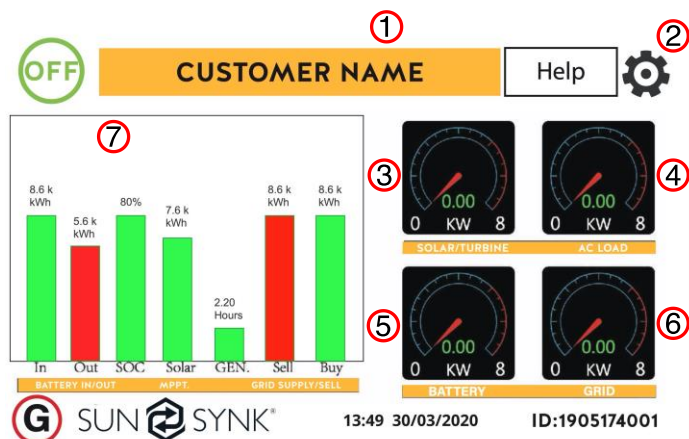 ①
②
OFF
CUSTOMER NAME
Help
⑦
8.6 k
kWh
5.6 k
kWh
80%
7.6 k
kWh
2.20
Hours
8.6 k
kWh
8.6 k
kWh
In Out SOC Solar GEN. Sell Buy
BATTERY IN/OUT MPPT. GRID SUPPLY/SELL
③
0.00
0 KW 8
SOLAR/TURBINE
④
0.00
0 KW 8
AC LOAD
⑤
0.00
0 KW 8
BATTERY
⑥
0.00
0 KW 8
GRID
G SUN SYNK®
13:49 30/03/2020
ID:1905174001